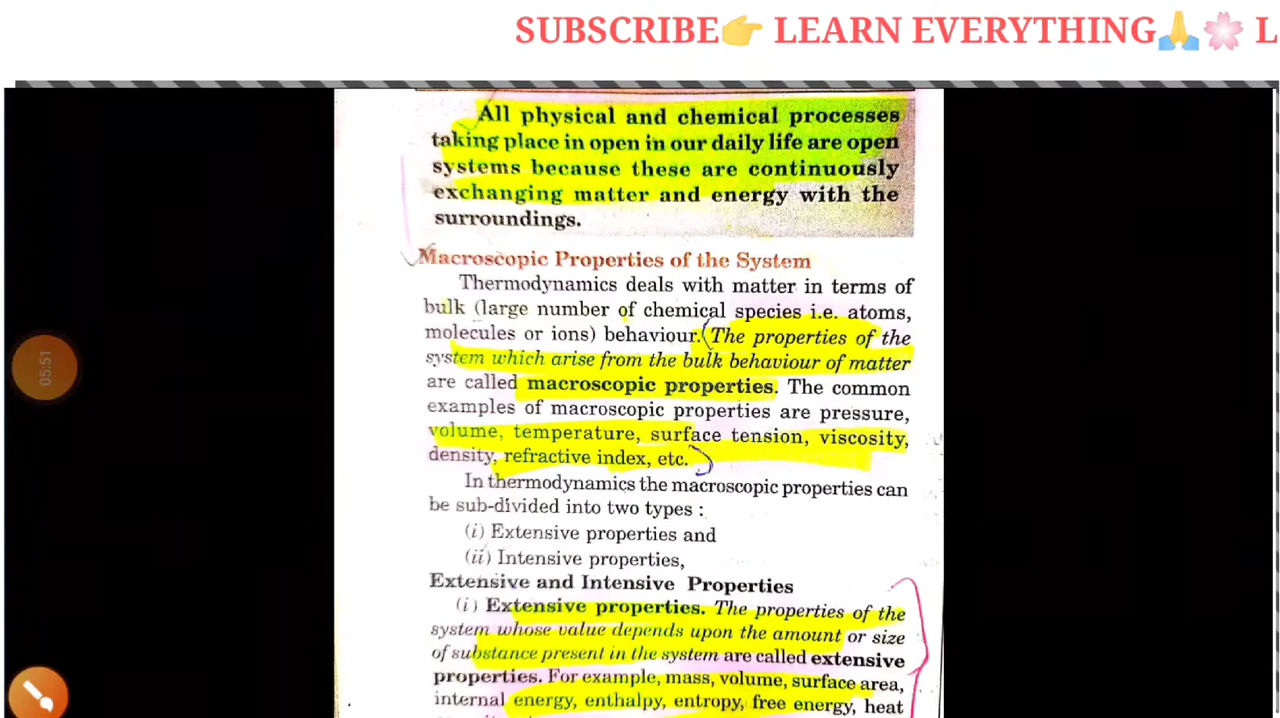 SUBSCRIBE👉 LEARN EVERYTHING🙏🌸 L
All physical and chemical processes
taking place in open in our daily life are open
systems because these are continuously
exchanging matter and energy with the
surroundings.
Macroscopic Properties of the System
Thermodynamics deals with matter in terms of
bulk (large number of chemical species i.e. atoms,
molecules or ions) behaviour. (The properties of the
system which arise from the bulk behaviour of matter
are called macroscopic properties. The common
examples of macroscopic properties are pressure,
volume, temperature, surface tension, viscosity,
density, refractive index, etc.)
In thermodynamics the macroscopic properties can
be sub-divided into two types :
(i) Extensive properties and
(ii) Intensive properties,
Extensive and Intensive Properties
(i) Extensive properties. The properties of the
system whose value depends upon the amount or size
of substance present in the system are called extensive
properties. For example, mass, volume, surface area,
internal energy, enthalpy, entropy, free energy, heat
05:51